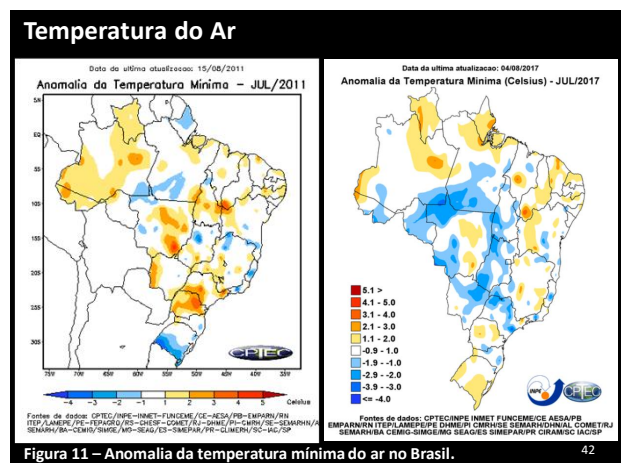 Temperatura do Ar
Data da ultima atualizacao: 15/08/2011
Anomalia da Temperatura Minima – JUL/2011
5N
EQ
5S
10S
15S
20S
25S
30S
75W 70W 65W 60W 55W 50W 45W 40W 35W
CPTEC
-4 -3 -2 -1 1 2 3 4 5 Celsius
Fontes de dados: CPTEC/INPE-INMET-FUNCEME/CE-AESA/PB-EMPARN/RN
ITEP/LAMEPE/PE-FEPAGRO/RS-CHESF-COMET/RJ-DHME/PI-CMRH/SE-SEMARHN/A
SEMARH/BA-CEMIG/SIMGE/MG-SEAG/ES-SIMEPAR/PR-CLIMERH/SC-IAC/SP
Data da ultima atualizacao: 04/08/2017
Anomalia da Temperatura Minima (Celsius) - JUL/2017
5.1 >
4.1 - 5.0
3.1 - 4.0
2.1 - 3.0
1.1 - 2.0
-0.9 - 1.0
-1.9 - -1.0
-2.9 - -2.0
-3.9 - -3.0
<= -4.0
INPE
CPTEC
Fontes de dados: CPTEC/INPE INMET FUNCEME/CE AESA/PB
EMPARN/RN ITEP/LAMEPE/PE DHME/PI CMRH/SE SEMARH/DHN/AL COMET/RJ
SEMARH/BA CEMIG-SIMGE/MG SEAG/ES SIMEPAR/PR CIRAM/SC IAC/SP
Figura 11 – Anomalia da temperatura mínima do ar no Brasil.
42